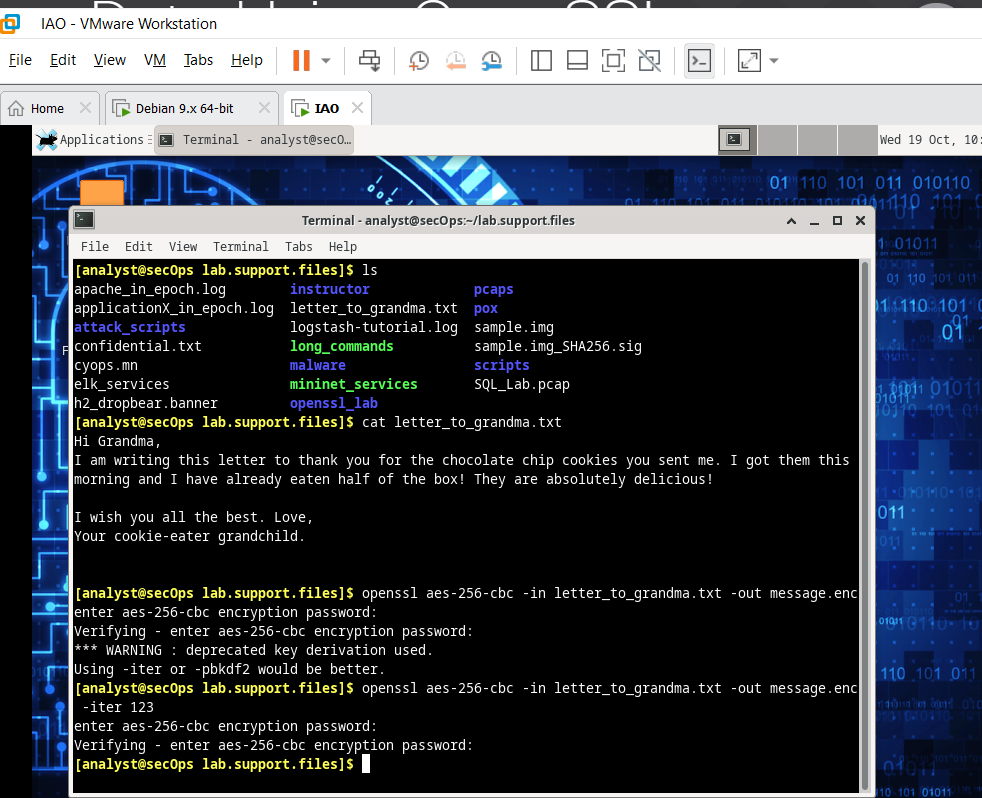 IAO - VMware Workstation
File Edit View VM Tabs Help
Home Debian 9.x 64-bit IAO
Applications Terminal - analyst@secO... Wed 19 Oct, 10:
Terminal - analyst@secOps:~/lab.support.files
File Edit View Terminal Tabs Help
[analyst@secOps lab.support.files]$ ls
apache_in_epoch.log instructor pcaps
applicationX_in_epoch.log letter_to_grandma.txt pox
attack_scripts logstash-tutorial.log sample.img
confidential.txt long_commands sample.img_SHA256.sig
cyops.mn malware scripts
elk_services mininet_services SQL_Lab.pcap
h2_dropbear.banner openssl_lab
[analyst@secOps lab.support.files]$ cat letter_to_grandma.txt
Hi Grandma,
I am writing this letter to thank you for the chocolate chip cookies you sent me. I got them this
morning and I have already eaten half of the box! They are absolutely delicious!
I wish you all the best. Love,
Your cookie-eater grandchild.
[analyst@secOps lab.support.files]$ openssl aes-256-cbc -in letter_to_grandma.txt -out message.enc
enter aes-256-cbc encryption password:
Verifying - enter aes-256-cbc encryption password:
*** WARNING : deprecated key derivation used.
Using -iter or -pbkdf2 would be better.
[analyst@secOps lab.support.files]$ openssl aes-256-cbc -in letter_to_grandma.txt -out message.enc
-iter 123
enter aes-256-cbc encryption password:
Verifying - enter aes-256-cbc encryption password:
[analyst@secOps lab.support.files]$